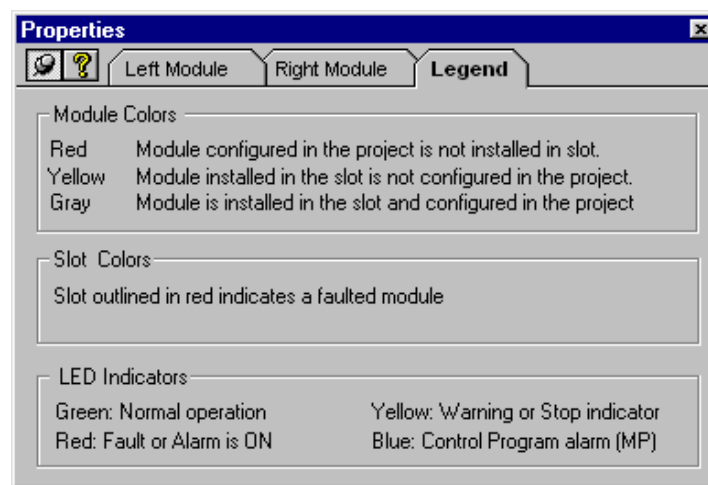 Properties
Left Module Right Module Legend
Module Colors
Red Module configured in the project is not installed in slot.
Yellow Module installed in the slot is not configured in the project.
Gray Module is installed in the slot and configured in the project
Slot Colors
Slot outlined in red indicates a faulted module
LED Indicators
Green: Normal operation Yellow: Warning or Stop indicator
Red: Fault or Alarm is ON Blue: Control Program alarm (MP)